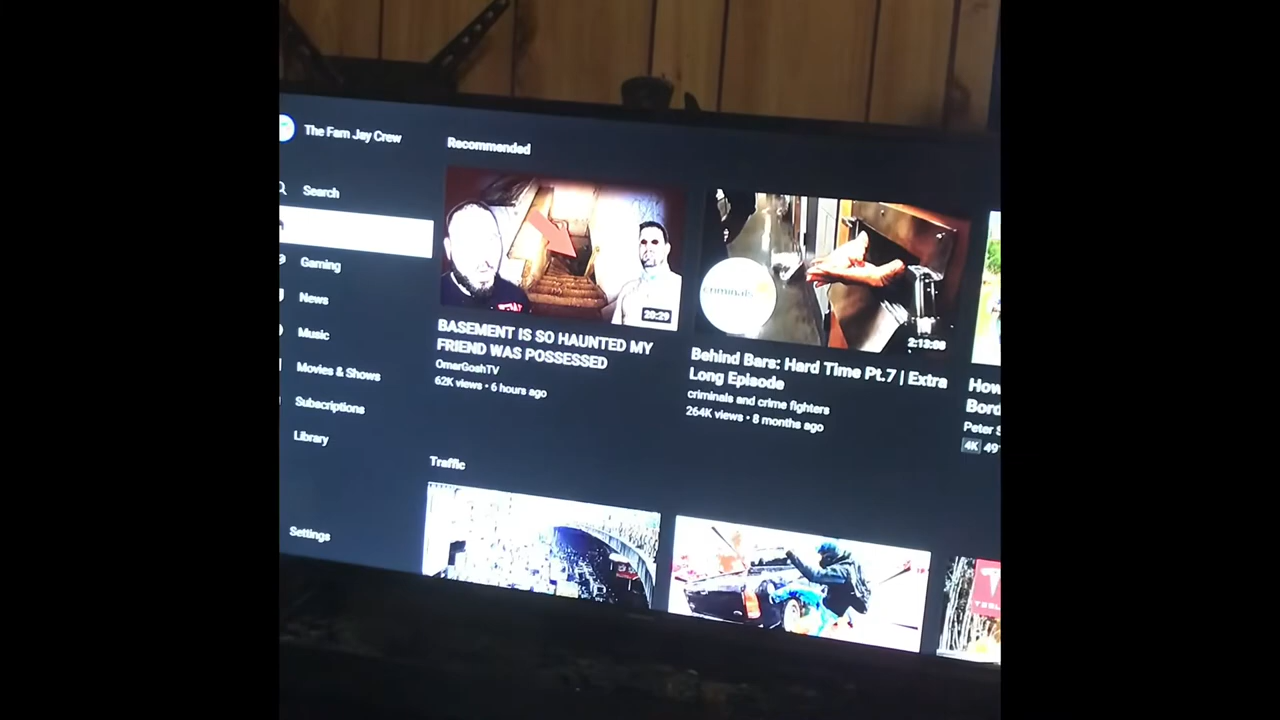 The Fam Jay Crew
Search
Gaming
News
Music
Movies & Shows
Subscriptions
Library
Settings
Recommended
20:29
BASEMENT IS SO HAUNTED MY
FRIEND WAS POSSESSED
OmarGoshTV
62K views • 6 hours ago
criminals
2:13:08
Behind Bars: Hard Time Pt.7 | Extra
Long Episode
criminals and crime fighters
264K views • 8 months ago
How
Bord
Peter S
4K 49
Traffic